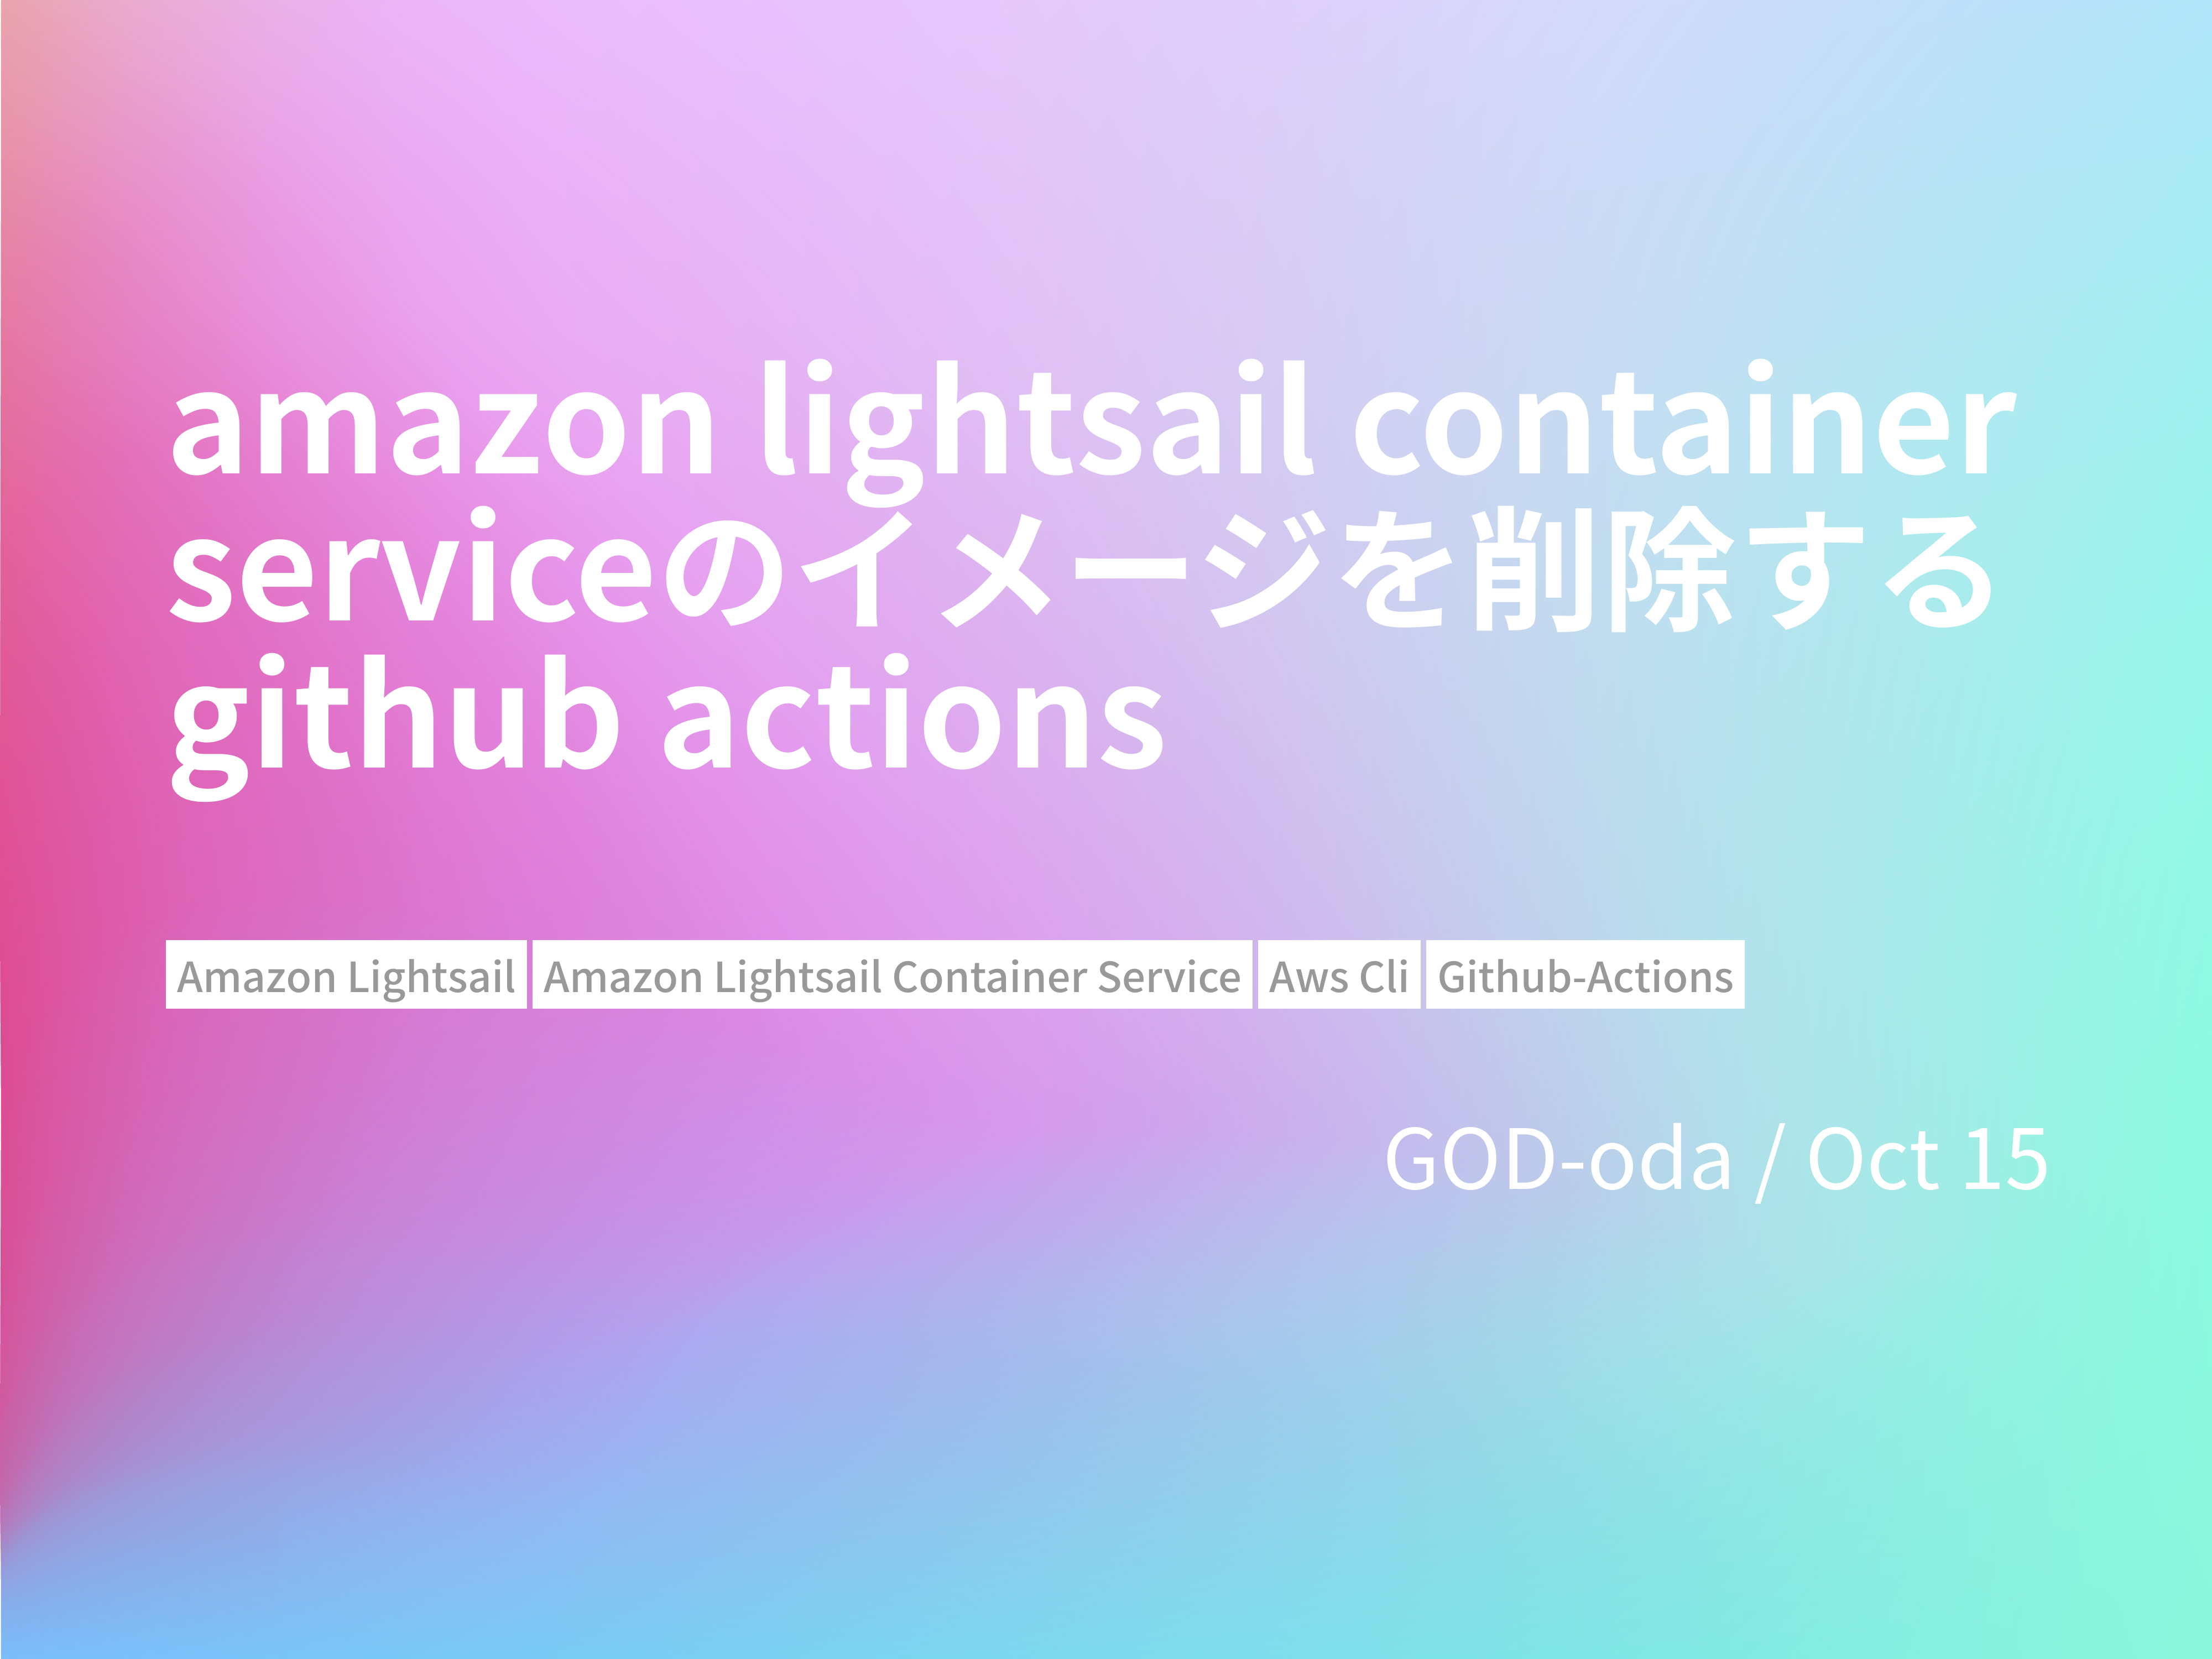 amazon lightsail container
serviceのイメージを削除する
github actions
Amazon Lightsail Amazon Lightsail Container Service Aws Cli Github-Actions
GOD-oda / Oct 15